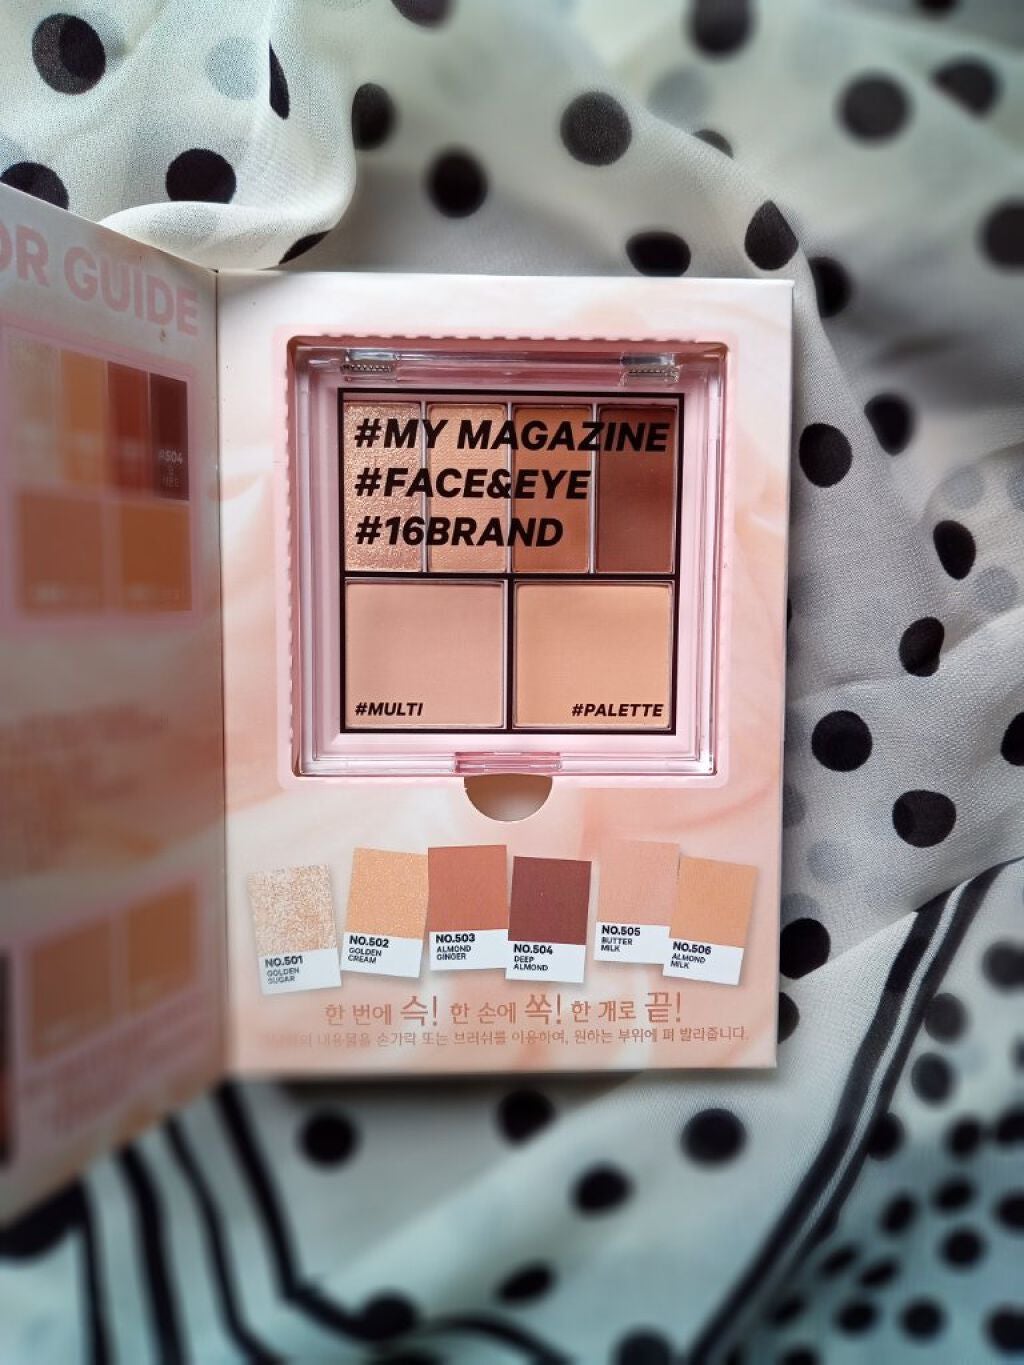 OR GUIDE
#504
#MY MAGAZINE
#FACE&EYE
#16BRAND
#MULTI
#PALETTE
NO.501
GOLDEN
SUGAR
NO.502
GOLDEN
CREAM
NO.503
ALMOND
GINGER
NO.504
DEEP
ALMOND
NO.505
BUTTER
MILK
NO.506
ALMOND
MILK
한 번에 슥! 한 손에 쏙! 한 개로 끝!
내용물을 손가락 또는 브러쉬를 이용하여, 원하는 부위에 펴 발라줍니다.